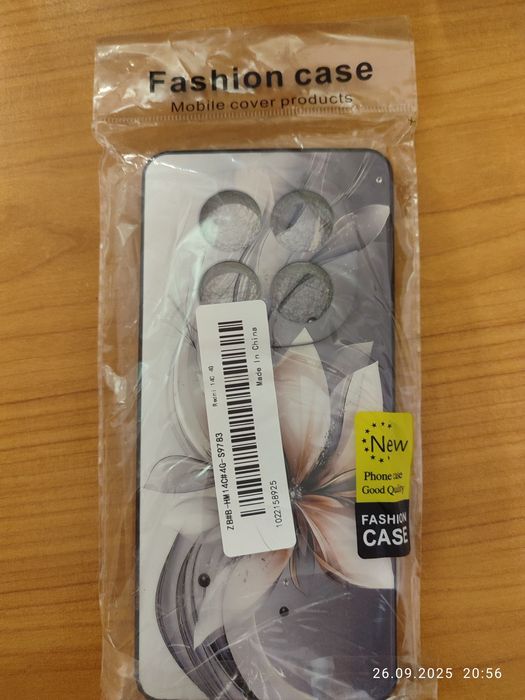 Fashion case
Mobile cover products
Redmi 14C 4G
Made In China
ZB#B-HM14C#4G-S9783
1022158925
New
Phone case
Good Quality
FASHION
CASE
26.09.2025 20:56